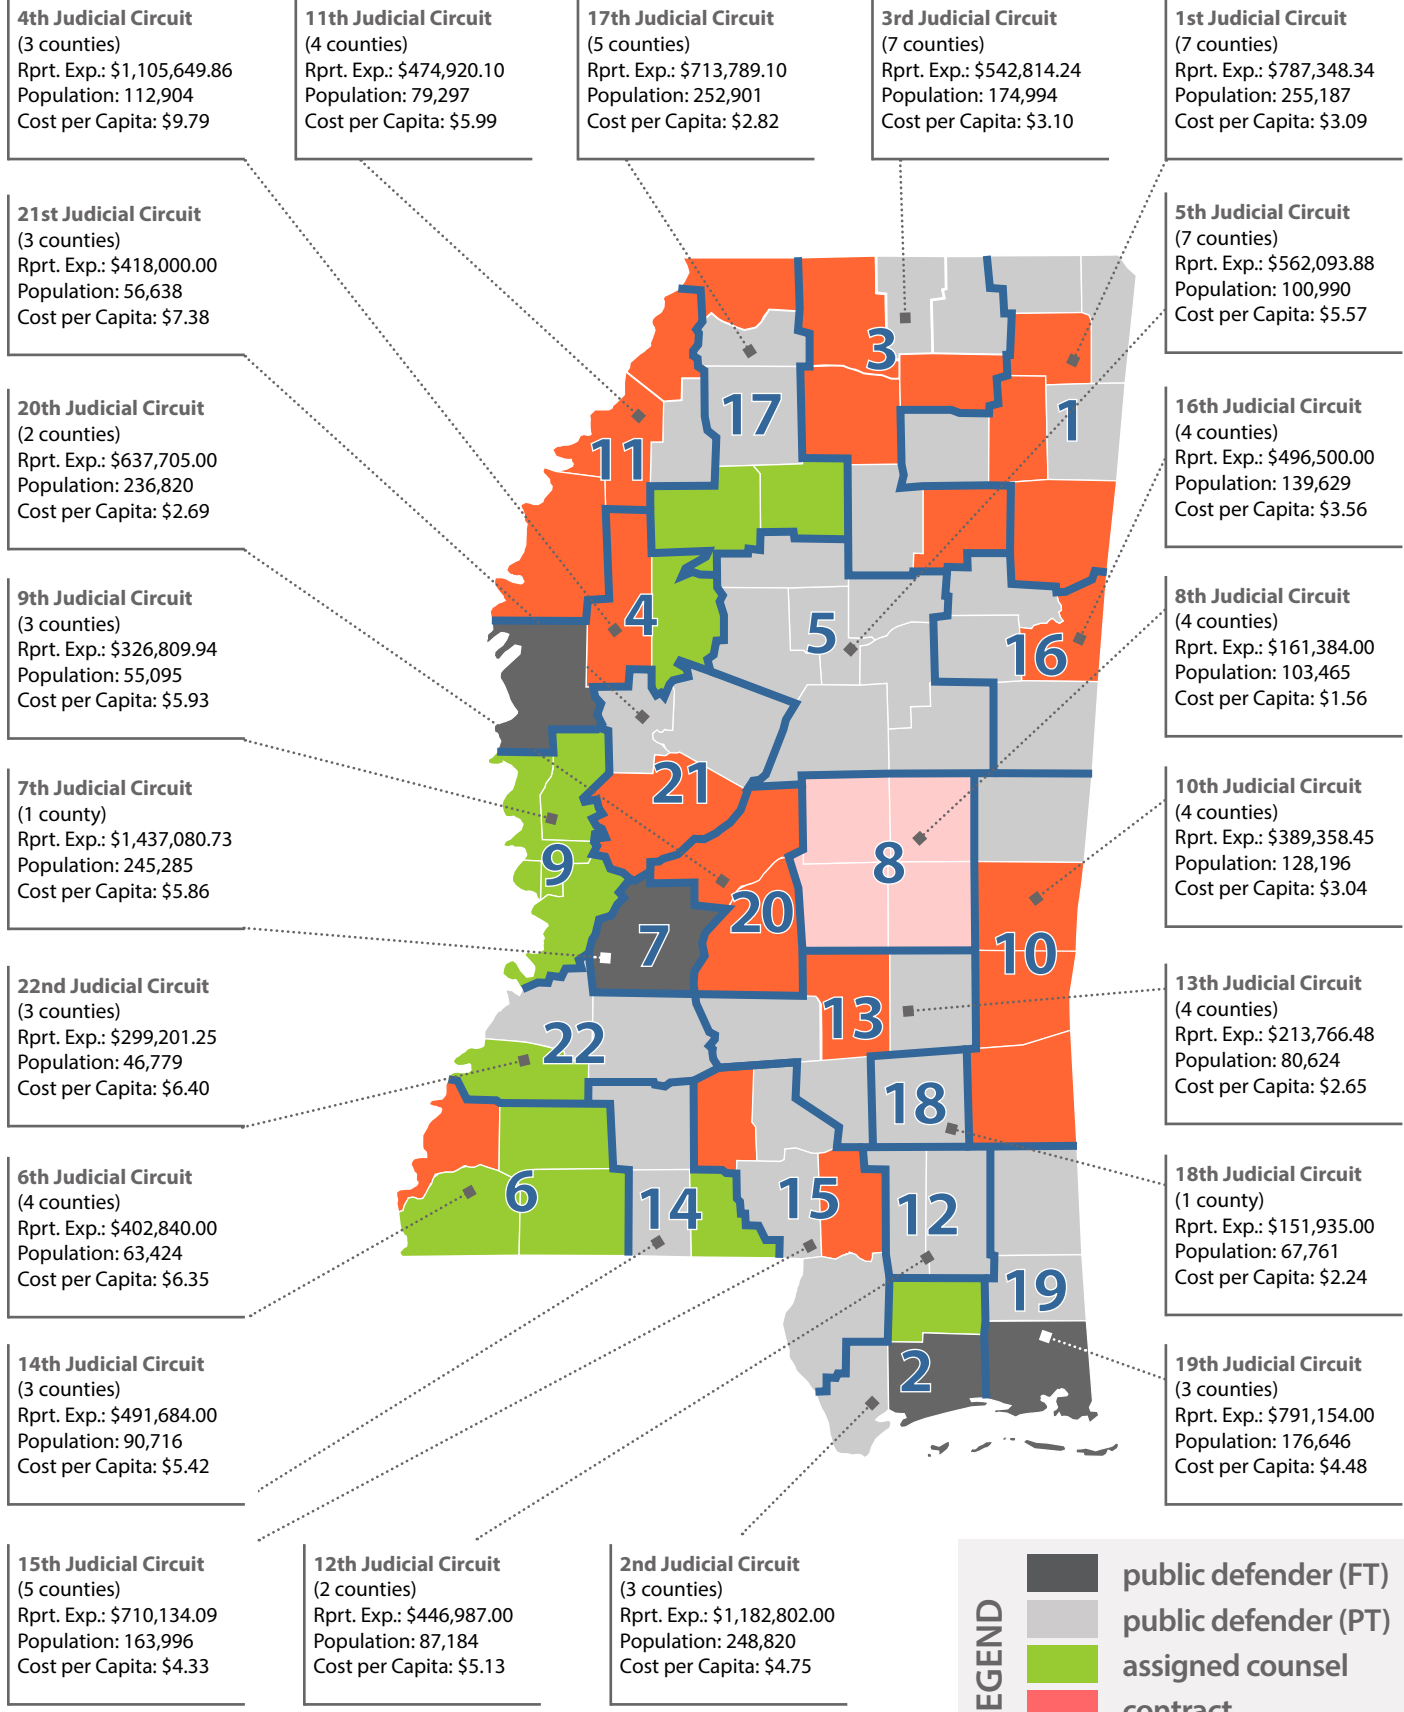 4th Judicial Circuit
(3 counties)
Rprt. Exp.: $1,105,649.86
Population: 112,904
Cost per Capita: $9.79
11th Judicial Circuit
(4 counties)
Rprt. Exp.: $474,920.10
Population: 79,297
Cost per Capita: $5.99
17th Judicial Circuit
(5 counties)
Rprt. Exp.: $713,789.10
Population: 252,901
Cost per Capita: $2.82
3rd Judicial Circuit
(7 counties)
Rprt. Exp.: $542,814.24
Population: 174,994
Cost per Capita: $3.10
1st Judicial Circuit
(7 counties)
Rprt. Exp.: $787,348.34
Population: 255,187
Cost per Capita: $3.09
21st Judicial Circuit
(3 counties)
Rprt. Exp.: $418,000.00
Population: 56,638
Cost per Capita: $7.38
20th Judicial Circuit
(2 counties)
Rprt. Exp.: $637,705.00
Population: 236,820
Cost per Capita: $2.69
9th Judicial Circuit
(3 counties)
Rprt. Exp.: $326,809.94
Population: 55,095
Cost per Capita: $5.93
7th Judicial Circuit
(1 county)
Rprt. Exp.: $1,437,080.73
Population: 245,285
Cost per Capita: $5.86
22nd Judicial Circuit
(3 counties)
Rprt. Exp.: $299,201.25
Population: 46,779
Cost per Capita: $6.40
6th Judicial Circuit
(4 counties)
Rprt. Exp.: $402,840.00
Population: 63,424
Cost per Capita: $6.35
14th Judicial Circuit
(3 counties)
Rprt. Exp.: $491,684.00
Population: 90,716
Cost per Capita: $5.42
3
17
1
11
4
5
16
21
9
8
20
7
10
13
22
18
6
14
15
12
19
2
5th Judicial Circuit
(7 counties)
Rprt. Exp.: $562,093.88
Population: 100,990
Cost per Capita: $5.57
16th Judicial Circuit
(4 counties)
Rprt. Exp.: $496,500.00
Population: 139,629
Cost per Capita: $3.56
8th Judicial Circuit
(4 counties)
Rprt. Exp.: $161,384.00
Population: 103,465
Cost per Capita: $1.56
10th Judicial Circuit
(4 counties)
Rprt. Exp.: $389,358.45
Population: 128,196
Cost per Capita: $3.04
13th Judicial Circuit
(4 counties)
Rprt. Exp.: $213,766.48
Population: 80,624
Cost per Capita: $2.65
18th Judicial Circuit
(1 county)
Rprt. Exp.: $151,935.00
Population: 67,761
Cost per Capita: $2.24
19th Judicial Circuit
(3 counties)
Rprt. Exp.: $791,154.00
Population: 176,646
Cost per Capita: $4.48
15th Judicial Circuit
(5 counties)
Rprt. Exp.: $710,134.09
Population: 163,996
Cost per Capita: $4.33
12th Judicial Circuit
(2 counties)
Rprt. Exp.: $446,987.00
Population: 87,184
Cost per Capita: $5.13
2nd Judicial Circuit
(3 counties)
Rprt. Exp.: $1,182,802.00
Population: 248,820
Cost per Capita: $4.75
EGEND
public defender (FT)
public defender (PT)
assigned counsel
contract